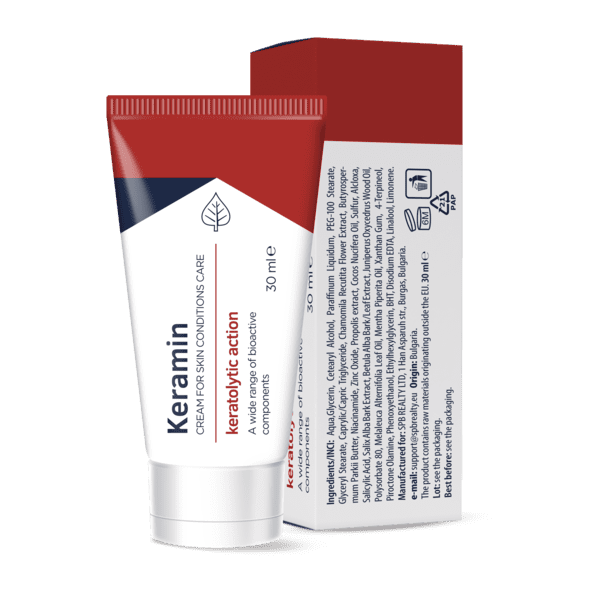 Keramin
CREAM FOR SKIN CONDITIONS CARE
keratolytic action
A wide range of bioactive
components
30 ml℮
keratoly
A wide range of bioactive
components
30 ml℮
Ingredients/INCI: Aqua,Glycerin, Cetearyl Alcohol, Paraffinum Liquidum, PEG-100 Stearate,
Glyceryl Stearate, Caprylic/Capric Triglyceride, Chamomilla Recutita Flower Extract, Butyrosper-
mum Parkii Butter, Niacinamide, Zinc Oxide, Propolis extract, Cocos Nucifera Oil, Sulfur, Alcloxa,
Salicylic Acid, Salix Alba Bark Extract, Betula Alba Bark/Leaf Extract, Juniperus Oxycedrus Wood Oil,
Polysorbate 80, Melaleuca Alternifolia Leaf Oil, Mentha Piperita Oil, Xanthan Gum, 4-Terpineol,
Piroctone Olamine, Phenoxyethanol, Ethylhexylglycerin, BHT, Disodium EDTA, Linalool, Limonene.
Manufactured for: SPB REALTY LTD, 1 Han Asparuh str., Burgas, Bulgaria.
e-mail: support@spbrealty.eu Origin: Bulgaria.
The product contains raw materials originating outside the EU. 30 ml ℮
Lot: see the packaging.
Best before: see the packaging.
6M
21
PAP